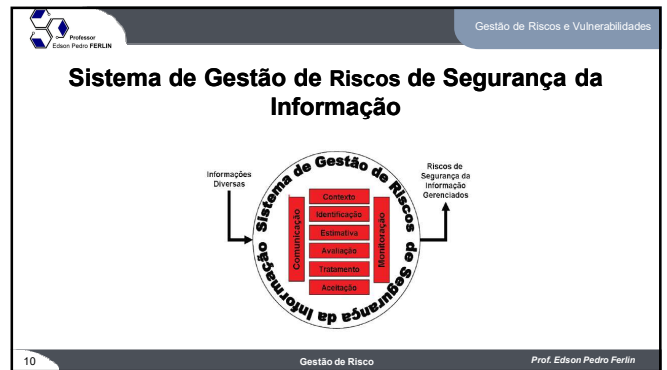 Professor
Edson Pedro FERLIN
Gestão de Riscos e Vulnerabilidades
Sistema de Gestão de Riscos de Segurança da
Informação
Informações
Diversas
Sistema de Gestão de Riscos de Segurança da Informação
Comunicação
Contexto
Identificação
Estimativa
Avaliação
Tratamento
Aceitação
Monitoração
Riscos de
Segurança da
Informação
Gerenciados
10
Gestão de Risco
Prof. Edson Pedro Ferlin